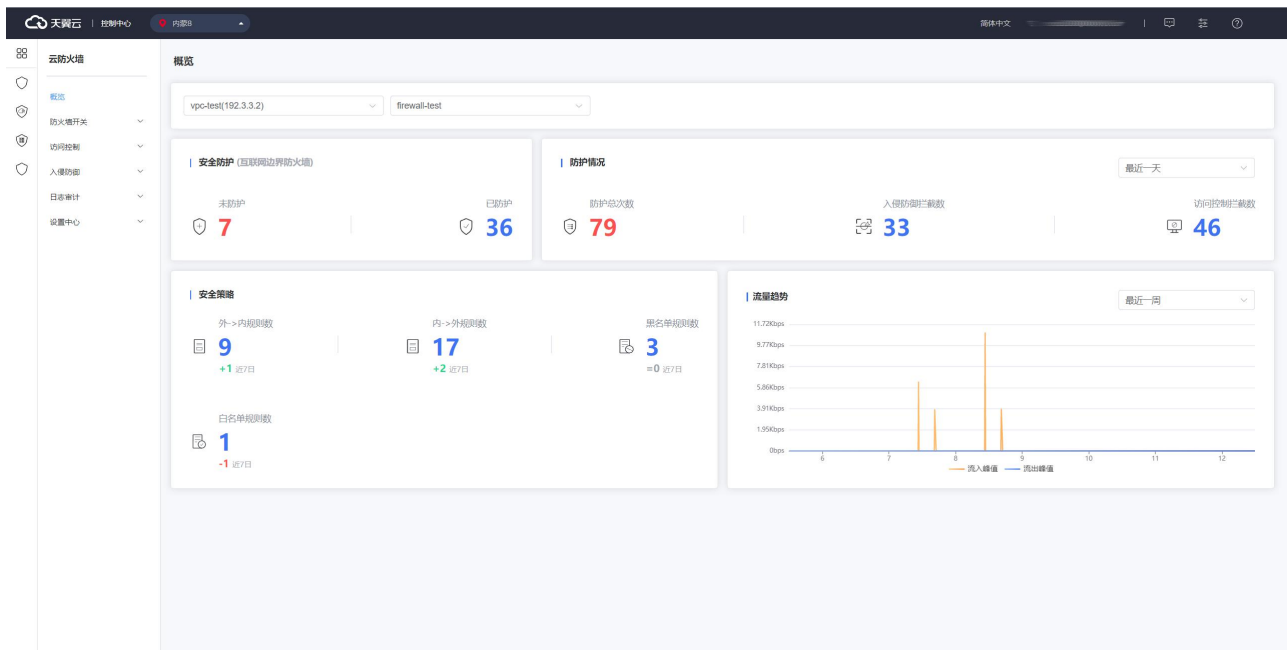 天翼云 | 控制中心 内蒙8 简体中文
云防火墙
概览
防火墙开关
访问控制
入侵防御
日志审计
设置中心
概览
vpc-test(192.3.3.2) firewall-test
安全防护 (互联网边界防火墙)
未防护 已防护
7 36
防护情况 最近一天
防护总次数 入侵防御拦截数 访问控制拦截数
79 33 46
安全策略
外->内规则数 内->外规则数 黑名单规则数
9 17 3
+1 近7日 +2 近7日 =0 近7日
白名单规则数
1
-1 近7日
流量趋势 最近一周
11.72Kbps
9.77Kbps
7.81Kbps
5.86Kbps
3.91Kbps
1.95Kbps
0bps
6 7 8 9 10 11 12
流入峰值 流出峰值